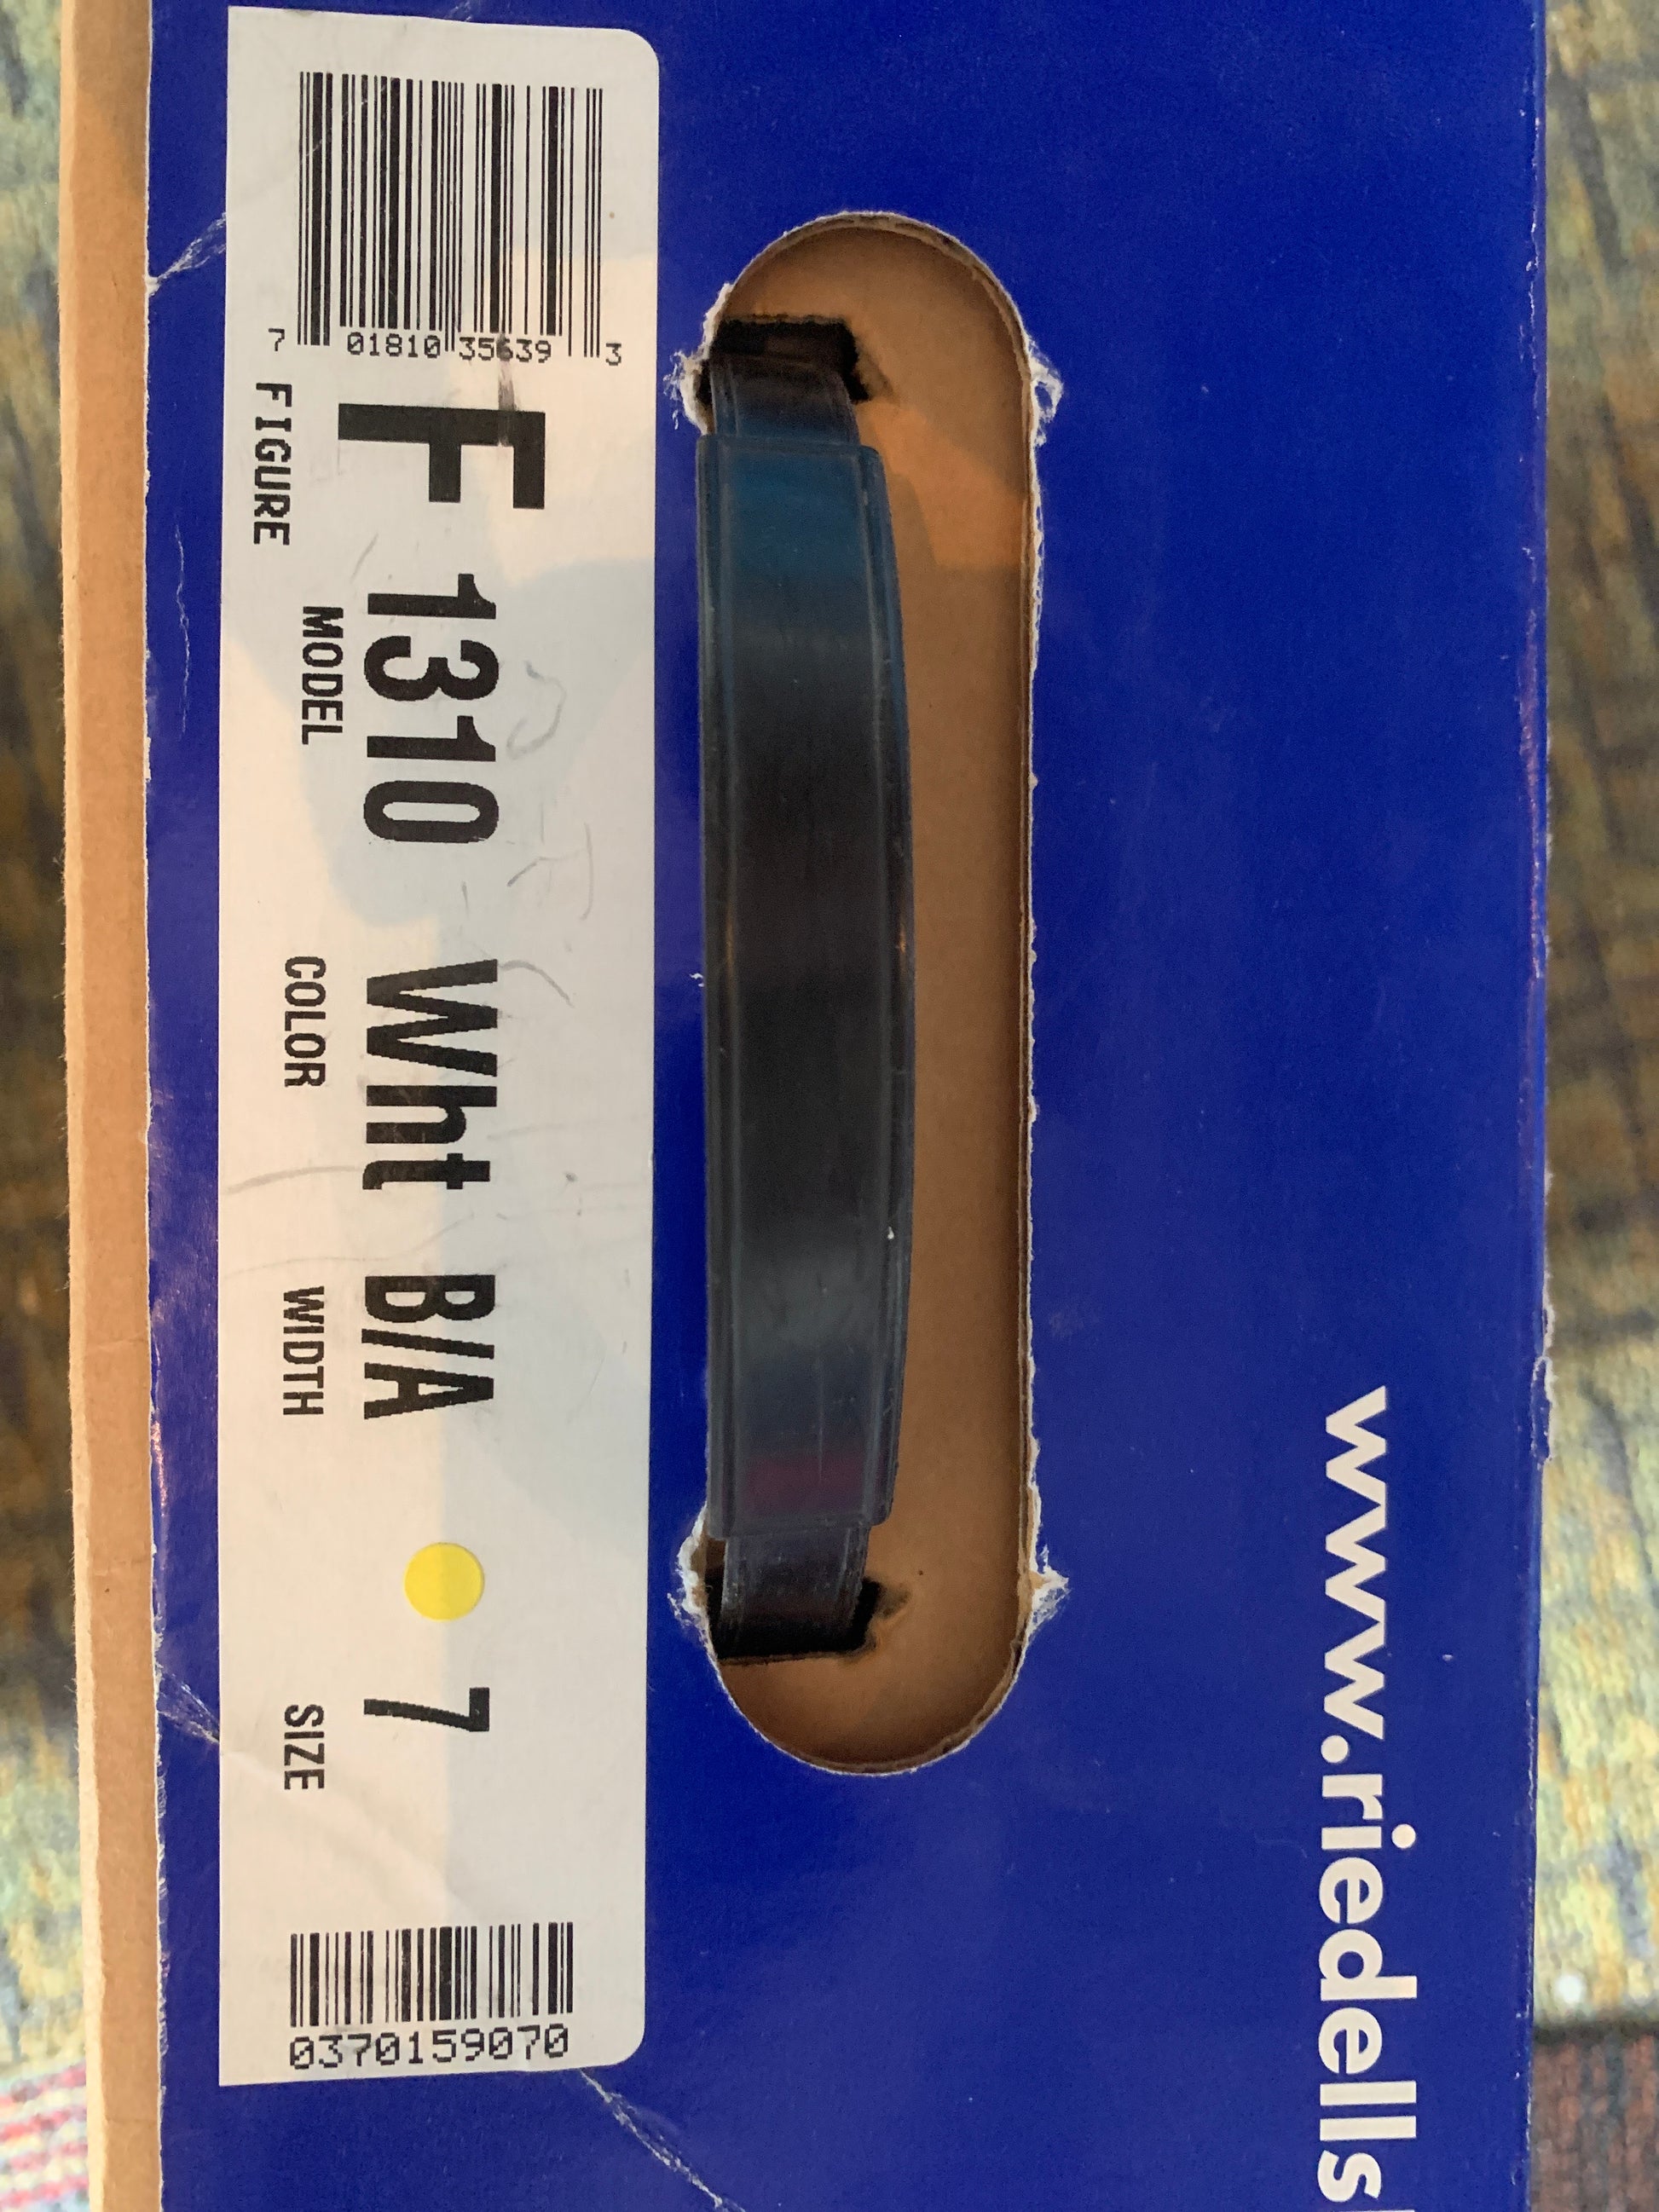 www.riedells
7 01810 35639 3
F 1310 Wht B/A 7
FIGURE MODEL COLOR WIDTH SIZE
0370159070